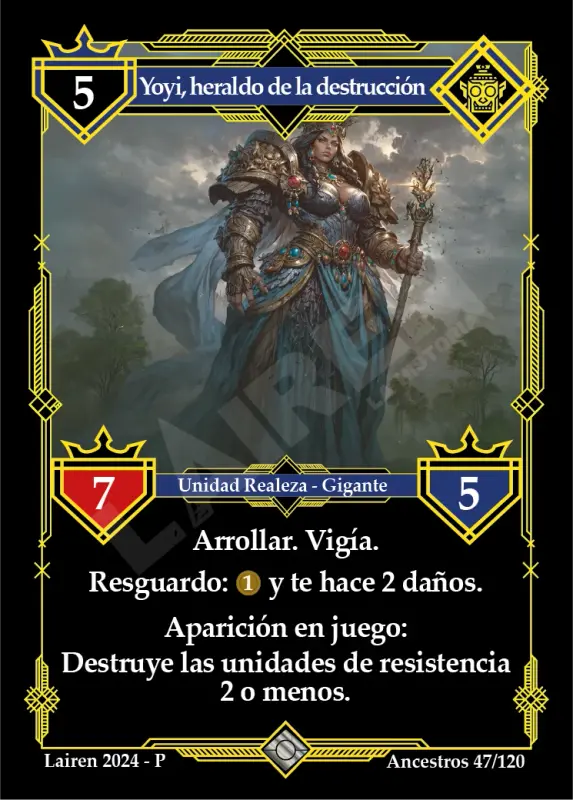 5
Yoyi, heraldo de la destrucción
LAIREN
7
Unidad Realeza - Gigante
5
Arrollar. Vigía.
Resguardo: 1 y te hace 2 daños.
Aparición en juego:
Destruye las unidades de resistencia
2 o menos.
Lairen 2024 - P
Ancestros 47/120